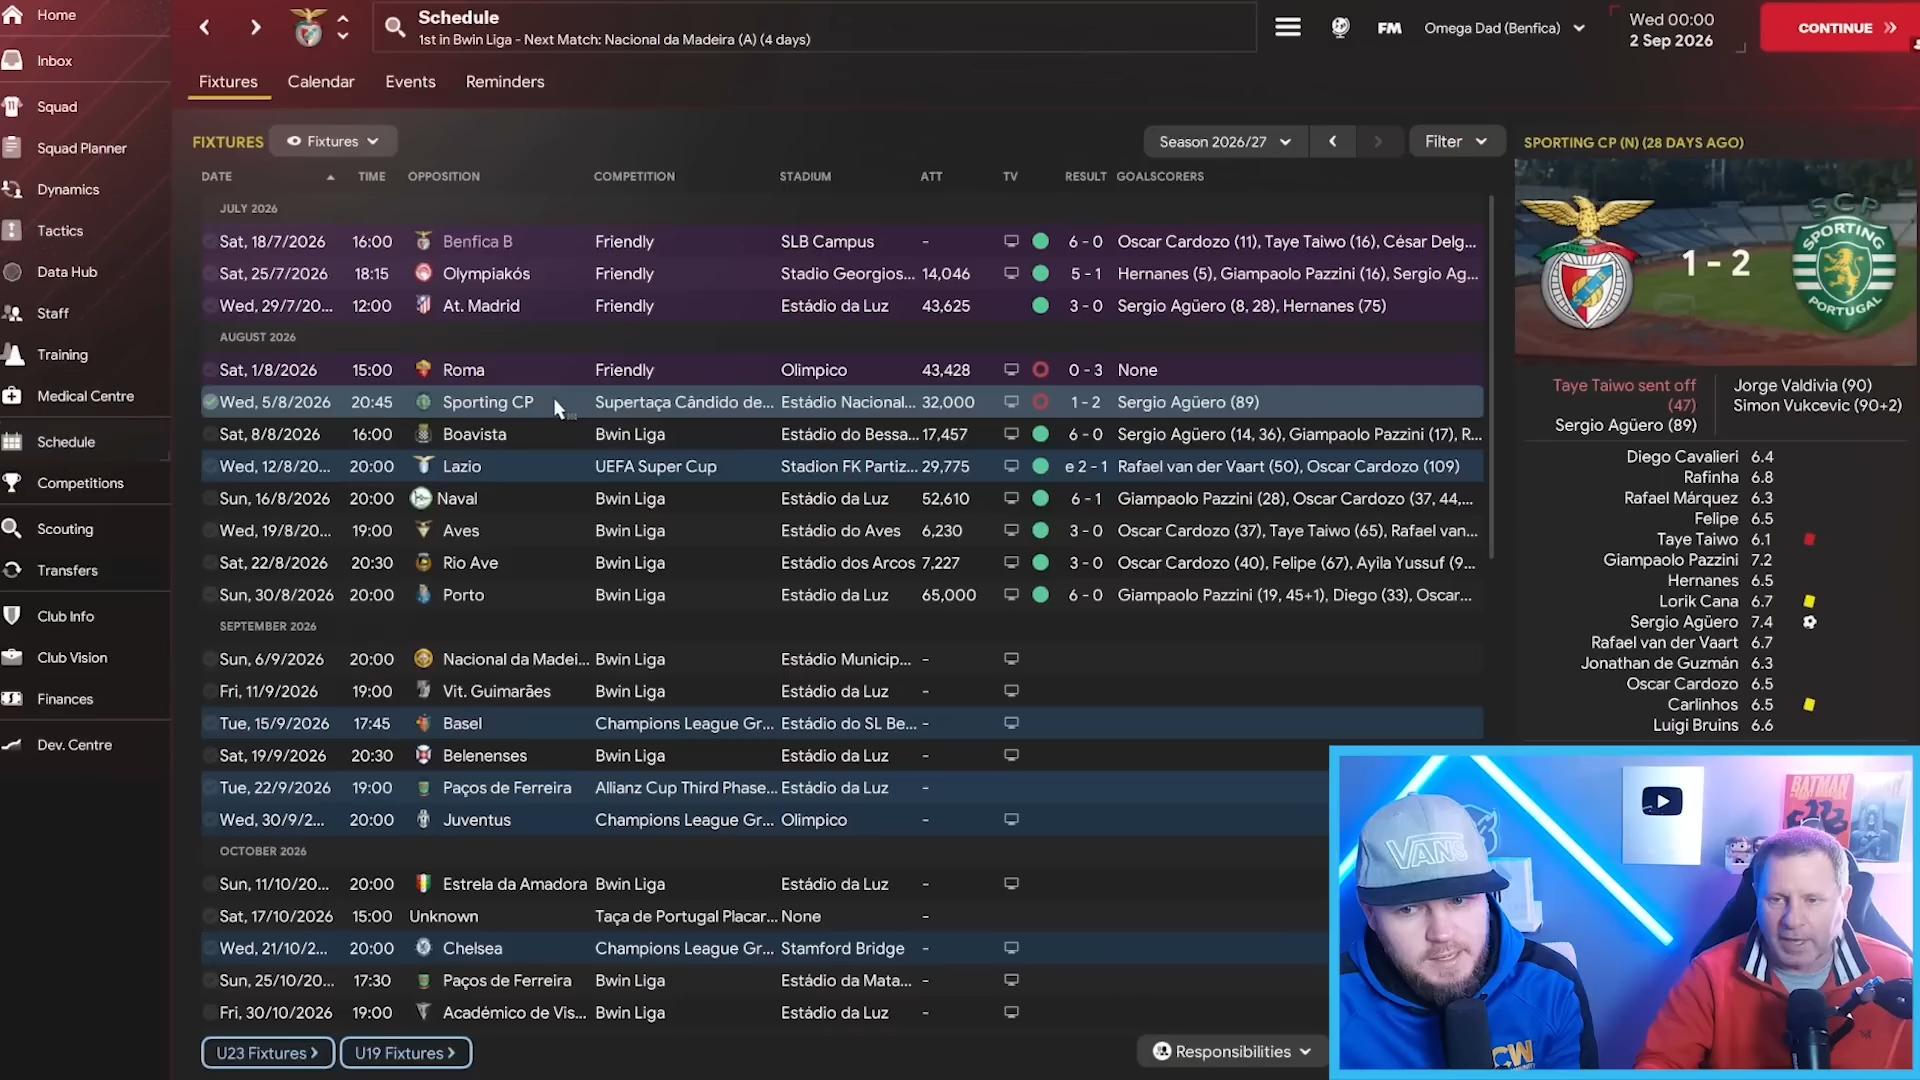 Home
Inbox
Squad
Squad Planner
Dynamics
Tactics
Data Hub
Staff
Training
Medical Centre
Schedule
Competitions
Scouting
Transfers
Club Info
Club Vision
Finances
Dev. Centre
Schedule
1st in Bwin Liga - Next Match: Nacional da Madeira (A) (4 days)
FM
Omega Dad (Benfica)
Wed 00:00
2 Sep 2026
CONTINUE
Fixtures Calendar Events Reminders
FIXTURES Fixtures Season 2026/27 Filter
DATE TIME OPPOSITION COMPETITION STADIUM ATT TV RESULT GOALSCORERS
JULY 2026
Sat, 18/7/2026 16:00 Benfica B Friendly SLB Campus - 6 - 0 Oscar Cardozo (11), Taye Taiwo (16), César Delg...
Sat, 25/7/2026 18:15 Olympiakós Friendly Stadio Georgios... 14,046 5 - 1 Hernanes (5), Giampaolo Pazzini (16), Sergio Ag...
Wed, 29/7/20... 12:00 At. Madrid Friendly Estádio da Luz 43,625 3 - 0 Sergio Agüero (8, 28), Hernanes (75)
AUGUST 2026
Sat, 1/8/2026 15:00 Roma Friendly Olimpico 43,428 0 - 3 None
Wed, 5/8/2026 20:45 Sporting CP Supertaça Cândido de... Estádio Nacional... 32,000 1 - 2 Sergio Agüero (89)
Sat, 8/8/2026 16:00 Boavista Bwin Liga Estádio do Bessa... 17,457 6 - 0 Sergio Agüero (14, 36), Giampaolo Pazzini (17), R...
Wed, 12/8/20... 20:00 Lazio UEFA Super Cup Stadion FK Partiz... 29,775 e 2 - 1 Rafael van der Vaart (50), Oscar Cardozo (109)
Sun, 16/8/2026 20:00 Naval Bwin Liga Estádio da Luz 52,610 6 - 1 Giampaolo Pazzini (28), Oscar Cardozo (37, 44,...
Wed, 19/8/20... 19:00 Aves Bwin Liga Estádio do Aves 6,230 3 - 0 Oscar Cardozo (37), Taye Taiwo (65), Rafael van...
Sat, 22/8/2026 20:30 Rio Ave Bwin Liga Estádio dos Arcos 7,227 3 - 0 Oscar Cardozo (40), Felipe (67), Ayila Yussuf (9...
Sun, 30/8/2026 20:00 Porto Bwin Liga Estádio da Luz 65,000 6 - 0 Giampaolo Pazzini (19, 45+1), Diego (33), Oscar...
SEPTEMBER 2026
Sun, 6/9/2026 20:00 Nacional da Madei... Bwin Liga Estádio Municip... -
Fri, 11/9/2026 19:00 Vit. Guimarães Bwin Liga Estádio da Luz -
Tue, 15/9/2026 17:45 Basel Champions League Gr... Estádio do SL Be... -
Sat, 19/9/2026 20:30 Belenenses Bwin Liga Estádio da Luz -
Tue, 22/9/2026 19:00 Paços de Ferreira Allianz Cup Third Phase... Estádio da Luz -
Wed, 30/9/2... 20:00 Juventus Champions League Gr... Olimpico -
OCTOBER 2026
Sun, 11/10/20... 20:00 Estrela da Amadora Bwin Liga Estádio da Luz -
Sat, 17/10/2026 15:00 Unknown Taça de Portugal Placar... None -
Wed, 21/10/2... 20:00 Chelsea Champions League Gr... Stamford Bridge -
Sun, 25/10/20... 17:30 Paços de Ferreira Bwin Liga Estádio da Mata... -
Fri, 30/10/2026 19:00 Académico de Vis... Bwin Liga Estádio da Luz -
U23 Fixtures U19 Fixtures Responsibilities
SPORTING CP (N) (28 DAYS AGO)
1 - 2
SCP
SPORTING
PORTUGAL
Taye Taiwo sent off
(47)
Sergio Agüero (89)
Jorge Valdivia (90)
Simon Vukcevic (90+2)
Diego Cavalieri 6.4
Rafinha 6.8
Rafael Márquez 6.3
Felipe 6.5
Taye Taiwo 6.1
Giampaolo Pazzini 7.2
Hernanes 6.5
Lorik Cana 6.7
Sergio Agüero 7.4
Rafael van der Vaart 6.7
Jonathan de Guzmán 6.3
Oscar Cardozo 6.5
Carlinhos 6.5
Luigi Bruins 6.6
VANS
BATMAN
CW